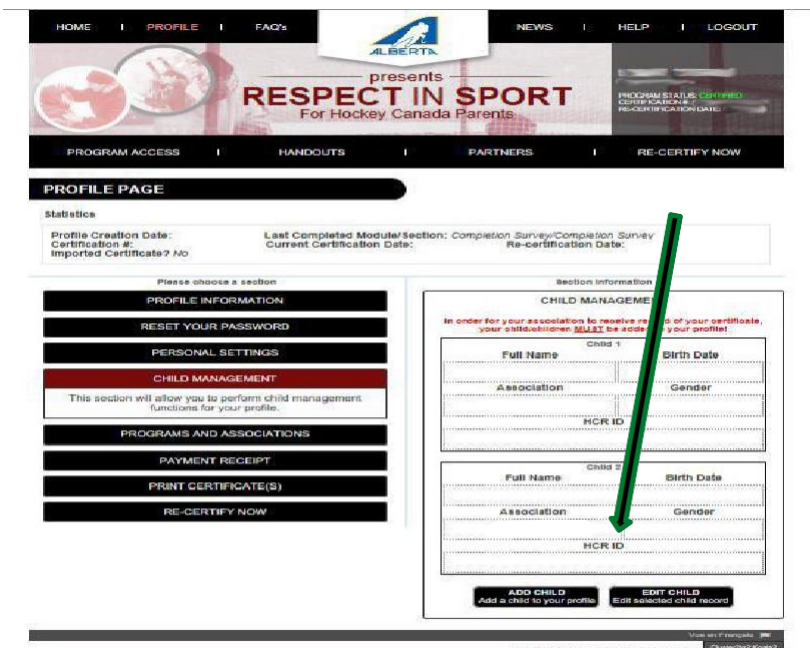 HOME I PROFILE I FAQ's NEWS I HELP I LOGOUT
ALBERTA
presents
RESPECT IN SPORT
For Hockey Canada Parents
PROGRAM STATUS: CERTIFIED
CERTIFICATION #:
RE-CERTIFICATION DATE:
PROGRAM ACCESS I HANDOUTS I PARTNERS I RE-CERTIFY NOW
PROFILE PAGE
Statistics
Profile Creation Date: Last Completed Module/Section: Completion Survey/Completion Survey
Certification #: Current Certification Date: Re-certification Date:
Imported Certificate? No
Please choose a section
PROFILE INFORMATION
RESET YOUR PASSWORD
PERSONAL SETTINGS
CHILD MANAGEMENT
This section will allow you to perform child management
functions for your profile.
PROGRAMS AND ASSOCIATIONS
PAYMENT RECEIPT
PRINT CERTIFICATE(S)
RE-CERTIFY NOW
Section Information
CHILD MANAGEMENT
In order for your association to receive record of your certificate,
your child/children MUST be added to your profile!
Child 1
Full Name Birth Date
Association Gender
HCR ID
Child 2
Full Name Birth Date
Association Gender
HCR ID
ADD CHILD
Add a child to your profile
EDIT CHILD
Edit selected child record
Vue en Français